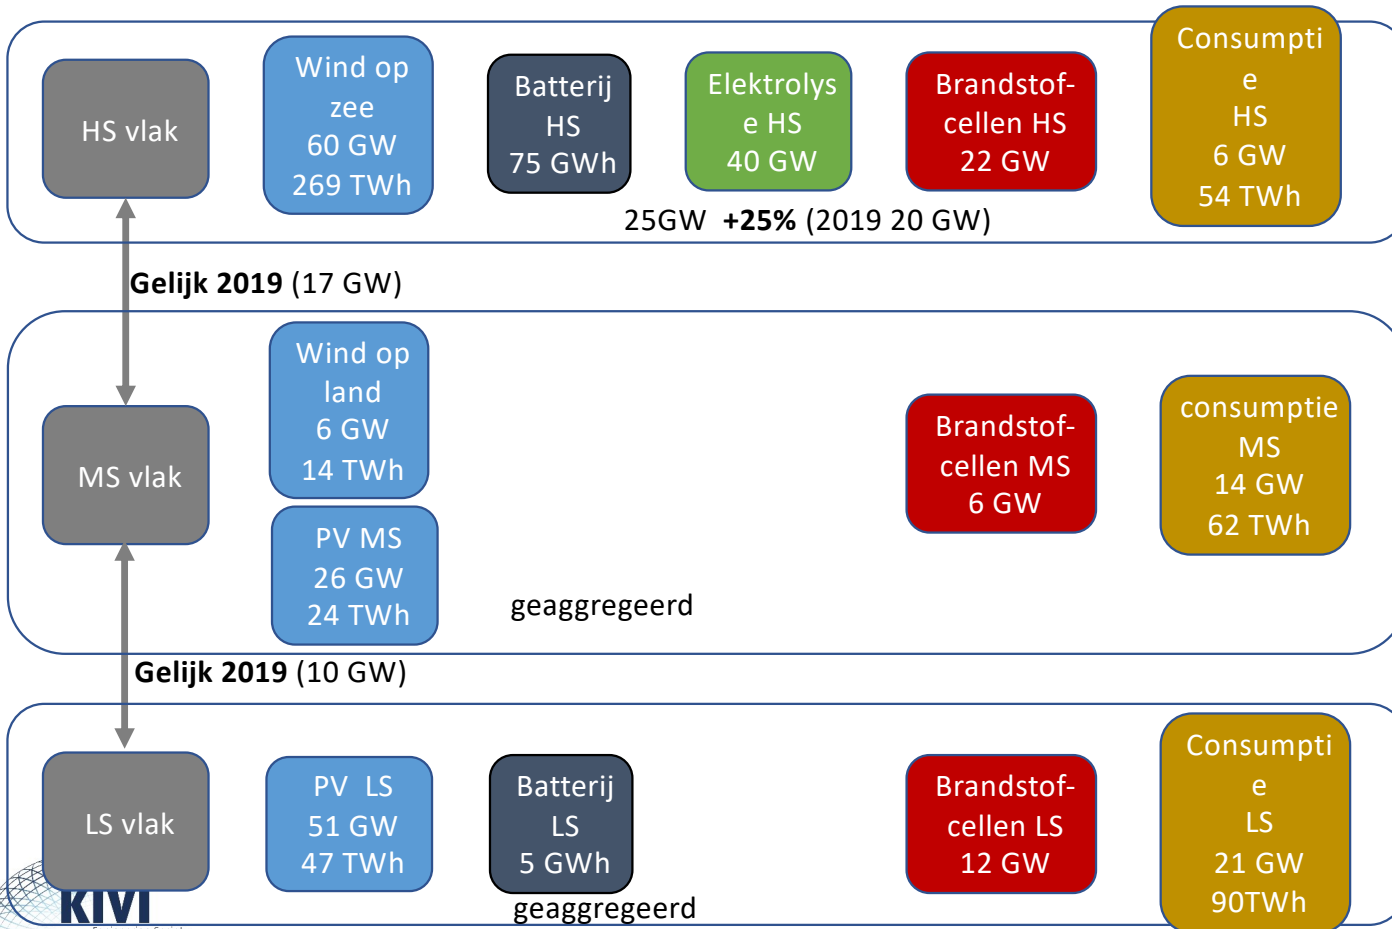 HS vlak
Wind op
zee
60 GW
269 TWh
Batterij
HS
75 GWh
Elektrolys
e HS
40 GW
Brandstof-
cellen HS
22 GW
Consumpti
e
HS
6 GW
54 TWh
25GW +25% (2019 20 GW)
Gelijk 2019 (17 GW)
MS vlak
Wind op
land
6 GW
14 TWh
PV MS
26 GW
24 TWh
geaggregeerd
Brandstof-
cellen MS
6 GW
consumptie
MS
14 GW
62 TWh
Gelijk 2019 (10 GW)
LS vlak
PV LS
51 GW
47 TWh
Batterij
LS
5 GWh
geaggregeerd
Brandstof-
cellen LS
12 GW
Consumpti
e
LS
21 GW
90TWh
KIVI